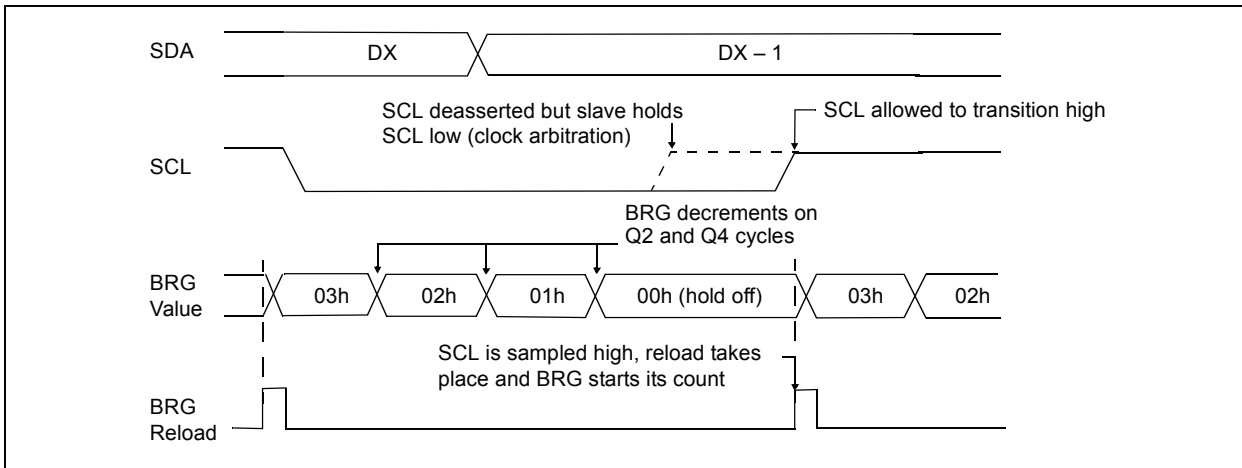 SDA
DX
DX – 1
SCL deasserted but slave holds
SCL low (clock arbitration)
SCL allowed to transition high
SCL
BRG decrements on
Q2 and Q4 cycles
BRG
Value
03h
02h
01h
00h (hold off)
03h
02h
SCL is sampled high, reload takes
place and BRG starts its count
BRG
Reload